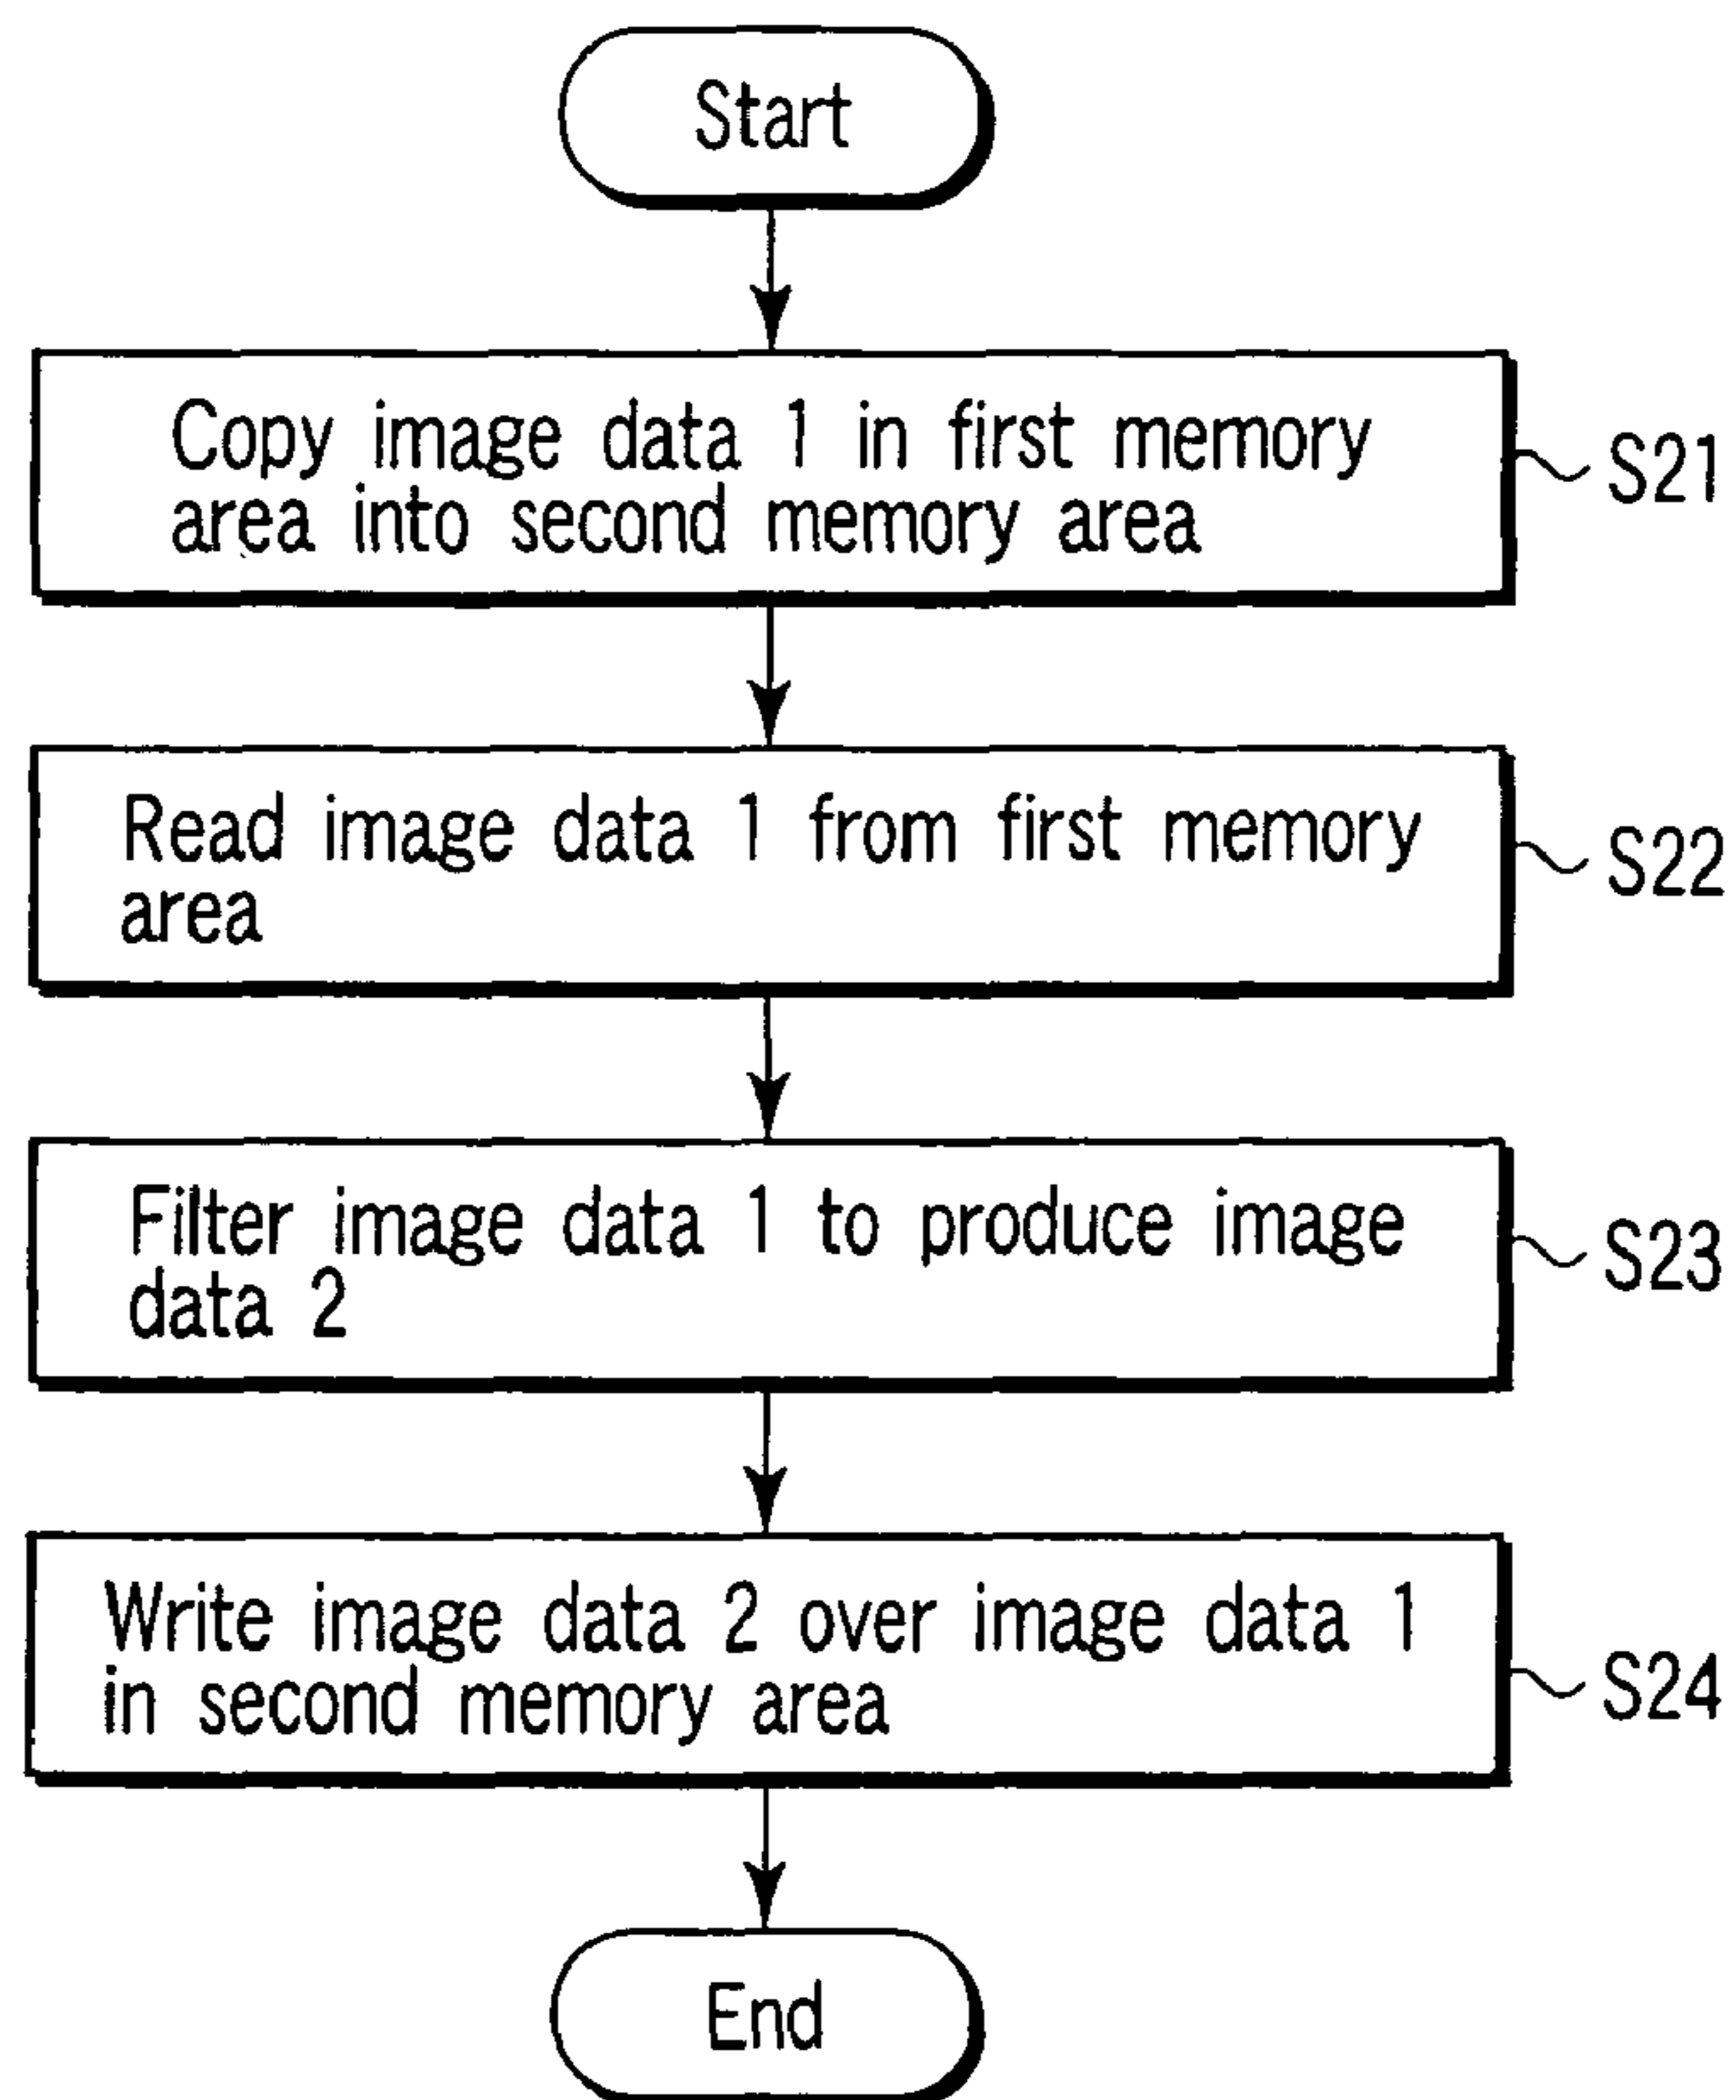 Start
Copy image data 1 in first memory
area into second memory area
S21
Read image data 1 from first memory
area
S22
Filter image data 1 to produce image
data 2
S23
Write image data 2 over image data 1
in second memory area
S24
End